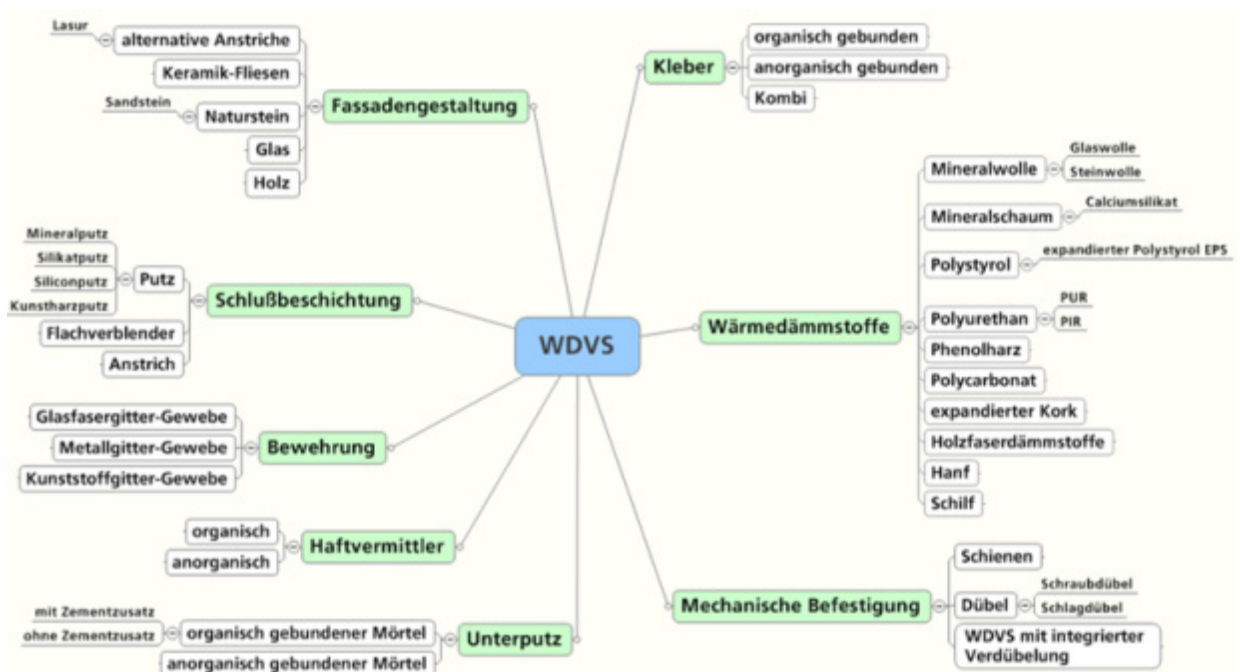 WDVS
Kleber
organisch gebunden
anorganisch gebunden
Kombi
Wärmedämmstoffe
Mineralwolle
Glaswolle
Steinwolle
Mineralschaum
Calciumsilikat
Polystyrol
expandierter Polystyrol EPS
Polyurethan
PUR
PIR
Phenolharz
Polycarbonat
expandierter Kork
Holzfaserdämmstoffe
Hanf
Schilf
Mechanische Befestigung
Schienen
Dübel
Schraubdübel
Schlagdübel
WDVS mit integrierter
Verdübelung
Fassadengestaltung
alternative Anstriche
Lasur
Keramik-Fliesen
Naturstein
Sandstein
Glas
Holz
Schlußbeschichtung
Putz
Mineralputz
Silikatputz
Siliconputz
Kunstharzputz
Flachverblender
Anstrich
Bewehrung
Glasfasergitter-Gewebe
Metallgitter-Gewebe
Kunststoffgitter-Gewebe
Haftvermittler
organisch
anorganisch
Unterputz
organisch gebundener Mörtel
mit Zementzusatz
ohne Zementzusatz
anorganisch gebundener Mörtel